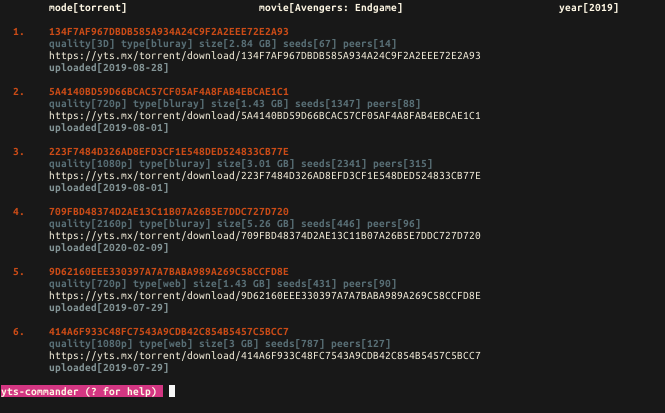 mode[torrent] movie[Avengers: Endgame] year[2019]
1. 134F7AF967DBDB585A934A24C9F2A2EEE72E2A93
quality[3D] type[bluray] size[2.84 GB] seeds[67] peers[14]
https://yts.mx/torrent/download/134F7AF967DBDB585A934A24C9F2A2EEE72E2A93
uploaded[2019-08-28]
2. 5A4140BD59D66BCAC57CF05AF4A8FAB4EBCAE1C1
quality[720p] type[bluray] size[1.43 GB] seeds[1347] peers[88]
https://yts.mx/torrent/download/5A4140BD59D66BCAC57CF05AF4A8FAB4EBCAE1C1
uploaded[2019-08-01]
3. 223F7484D326AD8EFD3CF1E548DED524833CB77E
quality[1080p] type[bluray] size[3.01 GB] seeds[2341] peers[315]
https://yts.mx/torrent/download/223F7484D326AD8EFD3CF1E548DED524833CB77E
uploaded[2019-08-01]
4. 709FBD48374D2AE13C11B07A26B5E7DDC727D720
quality[2160p] type[bluray] size[5.26 GB] seeds[446] peers[96]
https://yts.mx/torrent/download/709FBD48374D2AE13C11B07A26B5E7DDC727D720
uploaded[2020-02-09]
5. 9D62160EEE330397A7A7BABA989A269C58CCFD8E
quality[720p] type[web] size[1.43 GB] seeds[431] peers[90]
https://yts.mx/torrent/download/9D62160EEE330397A7A7BABA989A269C58CCFD8E
uploaded[2019-07-29]
6. 414A6F933C48FC7543A9CDB42C854B5457C5BCC7
quality[1080p] type[web] size[3 GB] seeds[787] peers[127]
https://yts.mx/torrent/download/414A6F933C48FC7543A9CDB42C854B5457C5BCC7
uploaded[2019-07-29]
yts-commander (? for help)